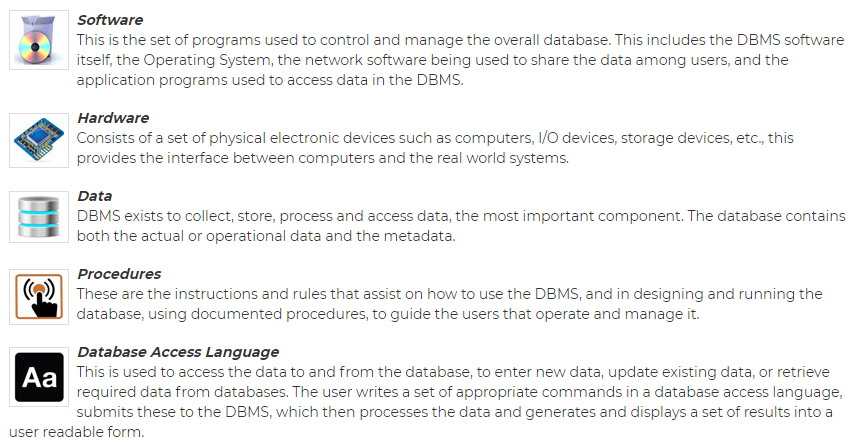 Software
This is the set of programs used to control and manage the overall database. This includes the DBMS software
itself, the Operating System, the network software being used to share the data among users, and the
application programs used to access data in the DBMS.
Hardware
Consists of a set of physical electronic devices such as computers, I/O devices, storage devices, etc., this
provides the interface between computers and the real world systems.
Data
DBMS exists to collect, store, process and access data, the most important component. The database contains
both the actual or operational data and the metadata.
Procedures
These are the instructions and rules that assist on how to use the DBMS, and in designing and running the
database, using documented procedures, to guide the users that operate and manage it.
Aa
Database Access Language
This is used to access the data to and from the database, to enter new data, update existing data, or retrieve
required data from databases. The user writes a set of appropriate commands in a database access language,
submits these to the DBMS, which then processes the data and generates and displays a set of results into a
user readable form.